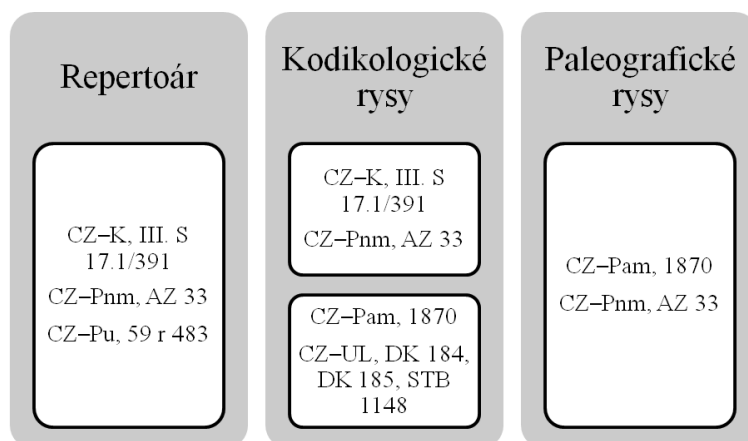 Repertoár
CZ–K, III. S
17.1/391
CZ–Pnm, AZ 33
CZ–Pu, 59 r 483
Kodikologické
rysy
CZ–K, III. S
17.1/391
CZ–Pnm, AZ 33
CZ–Pam, 1870
CZ–UL, DK 184,
DK 185, STB
1148
Paleografické
rysy
CZ–Pam, 1870
CZ–Pnm, AZ 33